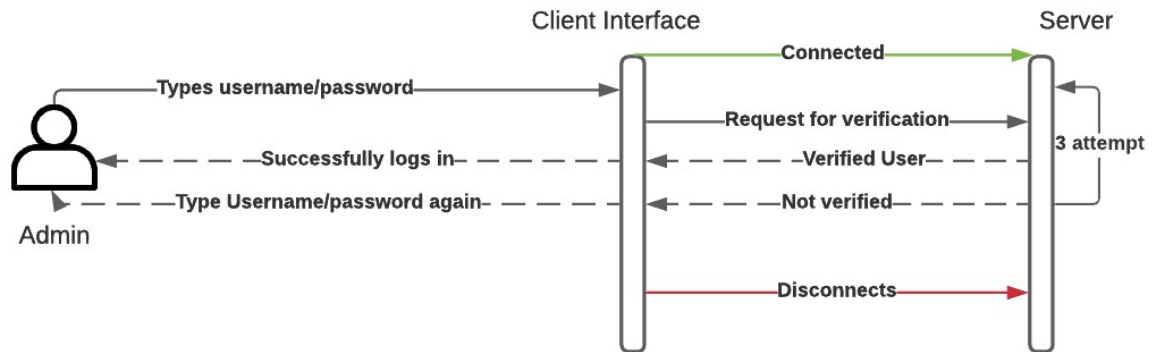 Client Interface
Server
Connected
Types username/password
Request for verification
3 attempt
Successfully logs in
Verified User
Type Username/password again
Not verified
Admin
Disconnects